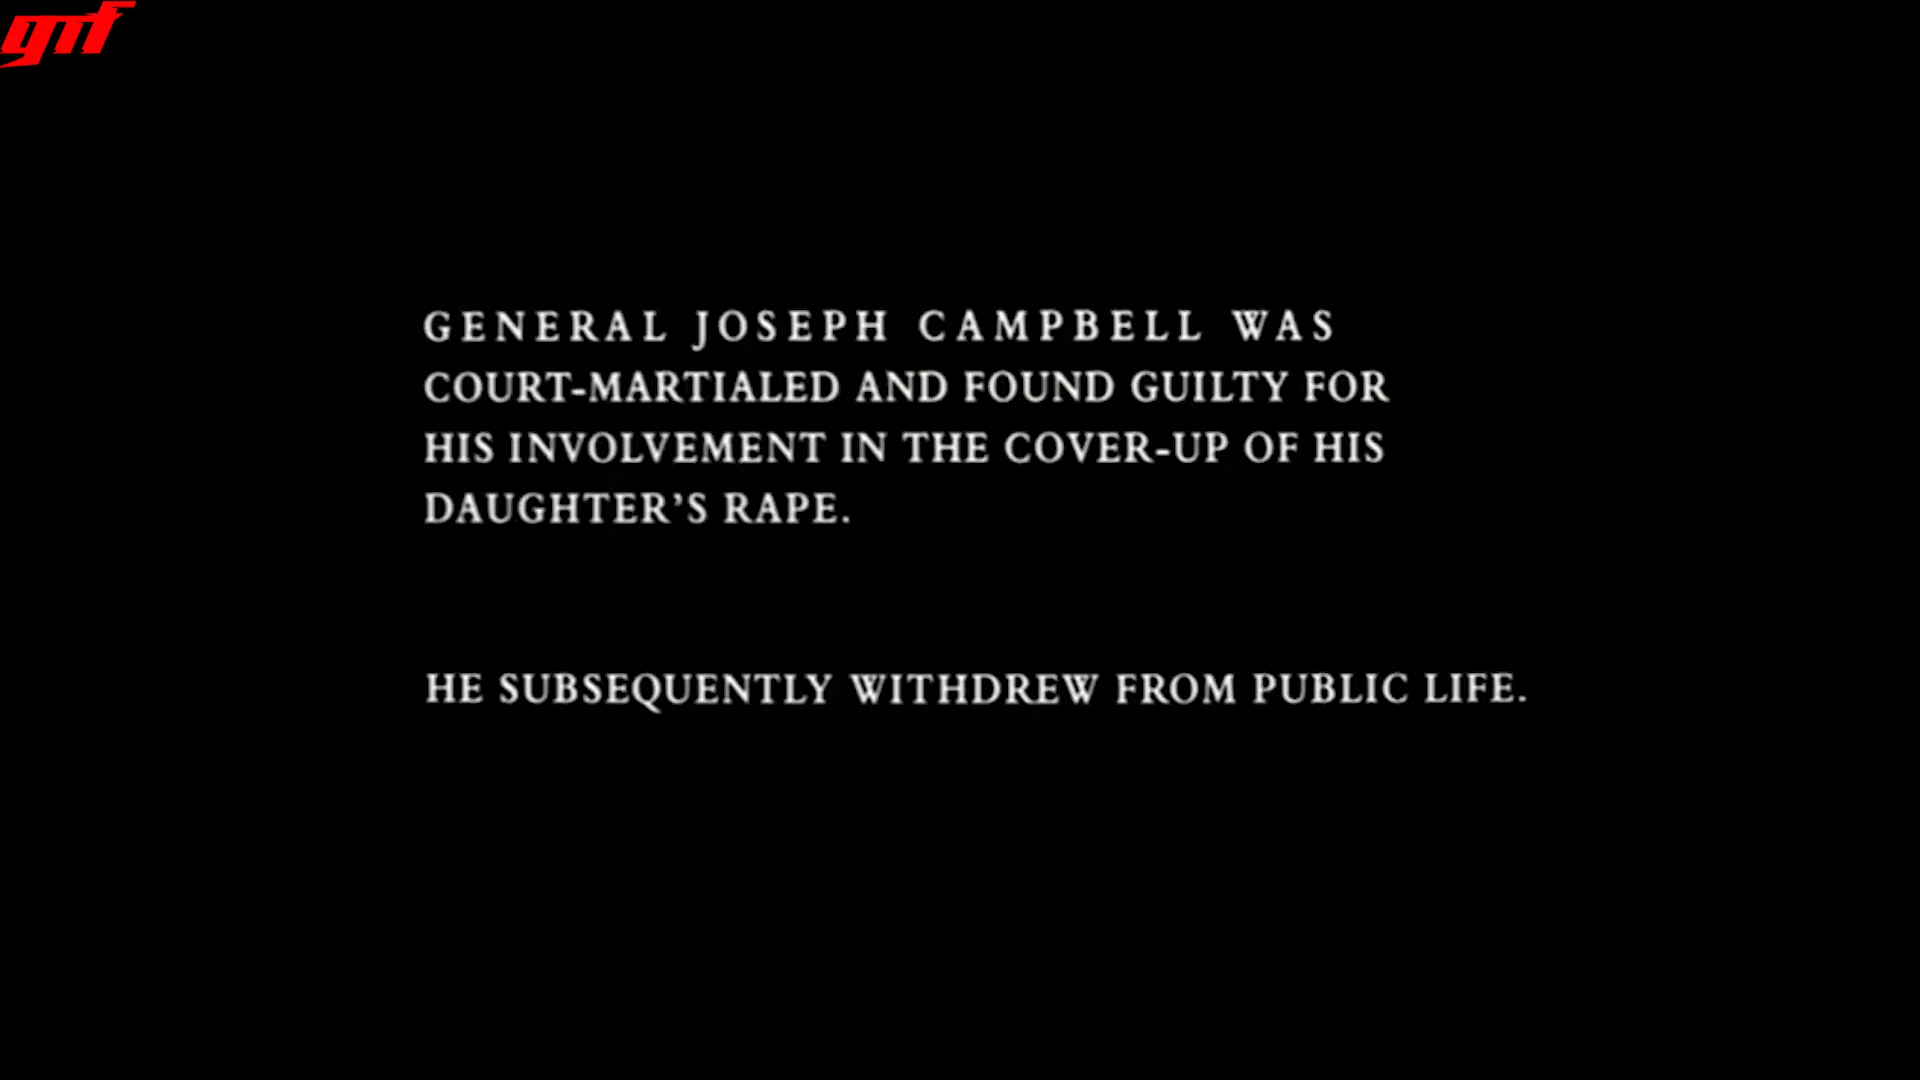 gnf
GENERAL JOSEPH CAMPBELL WAS
COURT-MARTIALED AND FOUND GUILTY FOR
HIS INVOLVEMENT IN THE COVER-UP OF HIS
DAUGHTER’S RAPE.
HE SUBSEQUENTLY WITHDREW FROM PUBLIC LIFE.